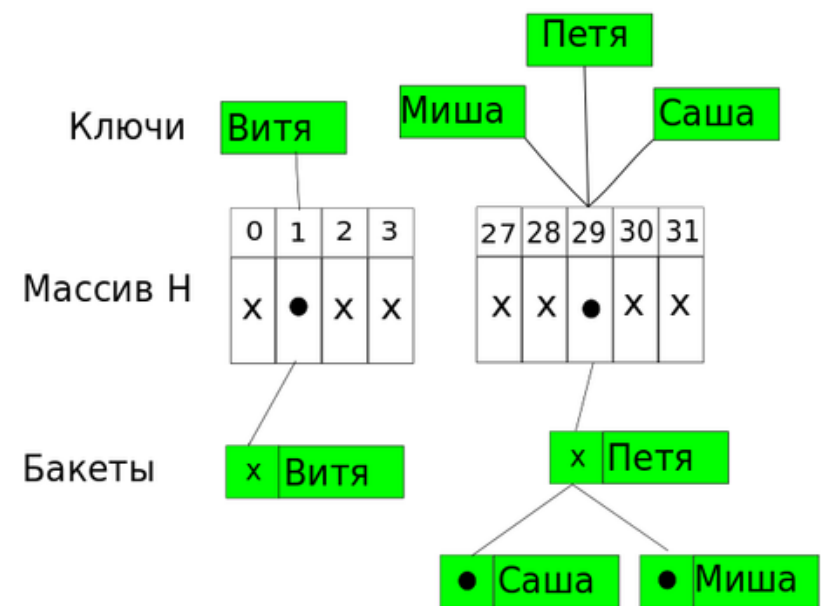 Петя
Миша
Саша
Ключи
Витя
0 1 2 3
27 28 29 30 31
Массив Н
x ● x x
x x ● x x
Бакеты
x Витя
x Петя
● Саша
● Миша